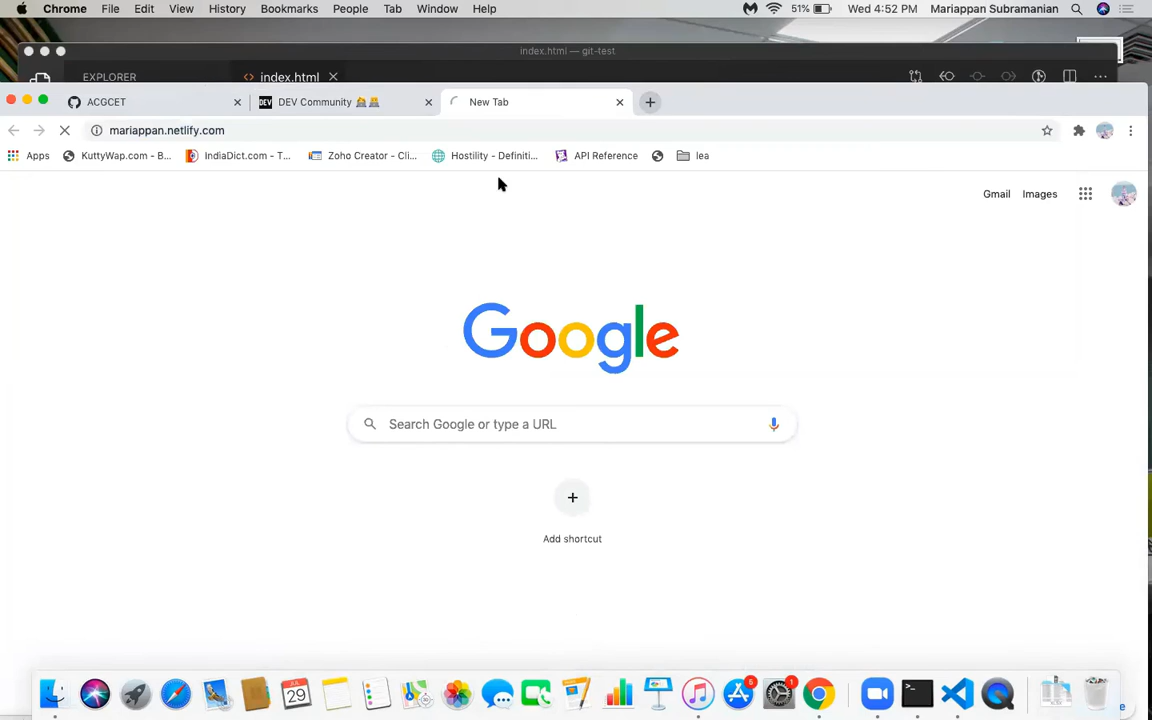 Chrome File Edit View History Bookmarks People Tab Window Help 51% Wed 4:52 PM Mariappan Subramanian
index.html — git-test
EXPLORER index.html
ACGCET DEV Community New Tab
mariappan.netlify.com
Apps KuttyWap.com - B... IndiaDict.com - T... Zoho Creator - Cli... Hostility - Definiti... API Reference lea
Gmail Images
Google
Search Google or type a URL
Add shortcut